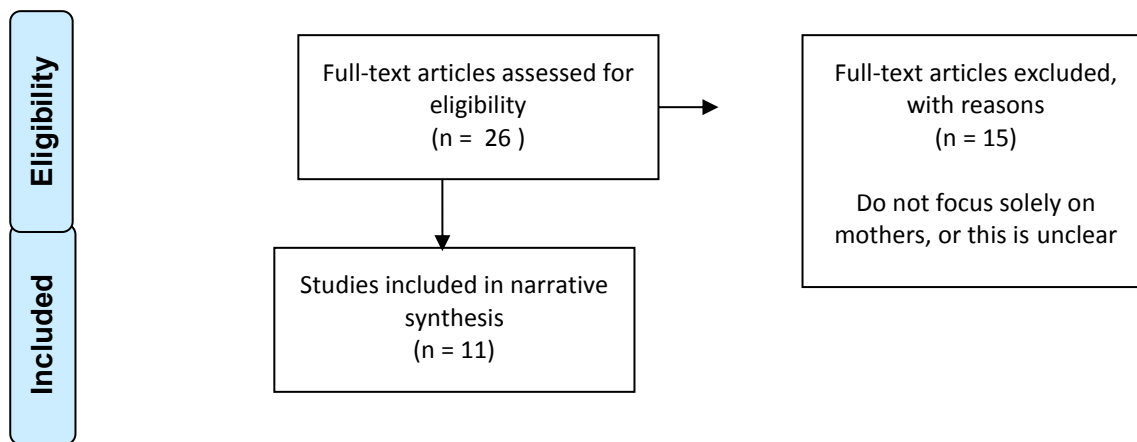 Eligibility
Full-text articles assessed for
eligibility
(n =  26 )
Full-text articles excluded,
with reasons
(n = 15)
Do not focus solely on
mothers, or this is unclear
Included
Studies included in narrative
synthesis
(n = 11)